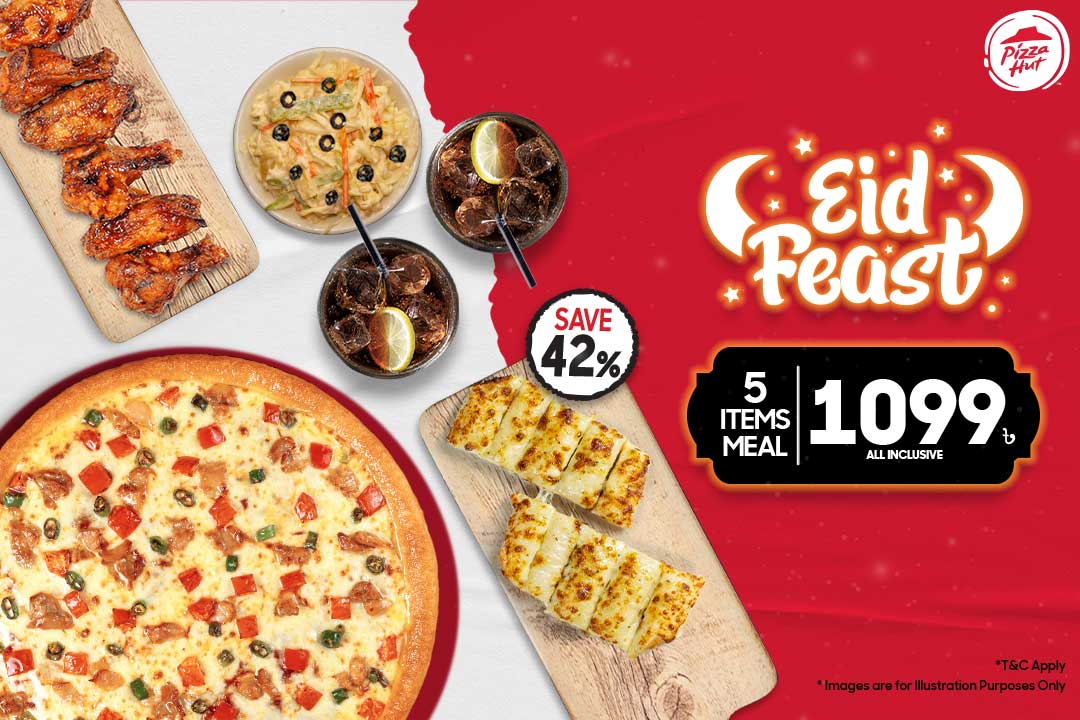 Pizza
Hut
Eid
Feast
SAVE
42%
5
ITEMS
MEAL
1099৳
ALL INCLUSIVE
*T&C Apply
* Images are for Illustration Purposes Only